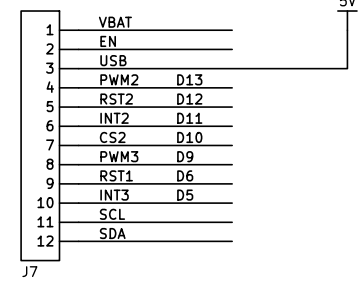 5V
1 VBAT
2 EN
3 USB
4 PWM2 D13
5 RST2 D12
6 INT2 D11
7 CS2 D10
8 PWM3 D9
9 RST1 D6
10 INT3 D5
11 SCL
12 SDA
J7